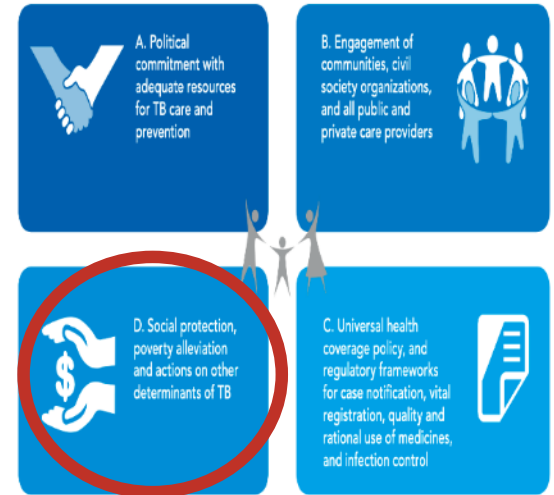 A. Political
commitment with
adequate resources
for TB care and
prevention
B. Engagement of
communities, civil
society organizations,
and all public and
private care providers
D. Social protection,
poverty alleviation
and actions on other
determinants of TB
$
C. Universal health
coverage policy, and
regulatory frameworks
for case notification, vital
registration, quality and
rational use of medicines,
and infection control